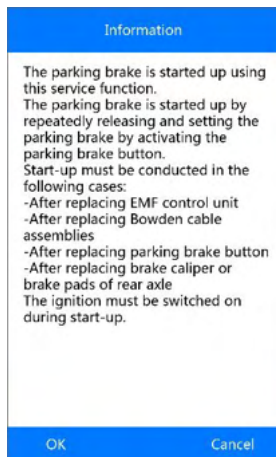 Information
The parking brake is started up using
this service function.
The parking brake is started up by
repeatedly releasing and setting the
parking brake by activating the
parking brake button.
Start-up must be conducted in the
following cases:
-After replacing EMF control unit
-After replacing Bowden cable
assemblies
-After replacing parking brake button
-After replacing brake caliper or
brake pads of rear axle
The ignition must be switched on
during start-up.
OK
Cancel